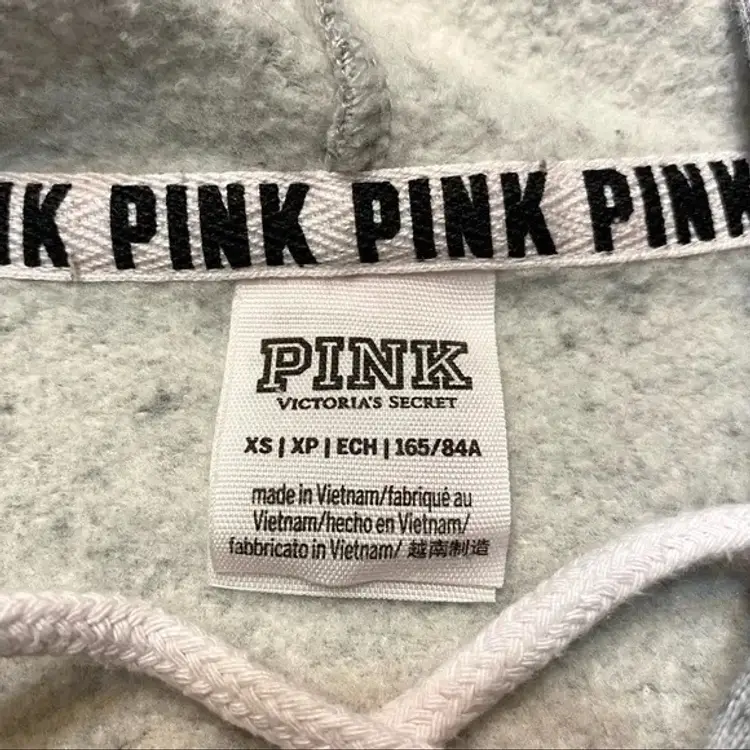 NK PINK PINK PINK
PINK
VICTORIA'S SECRET
XS | XP | ECH | 165/84A
made in Vietnam/fabriqué au
Vietnam/hecho en Vietnam/
fabbricato in Vietnam/ 越南制造